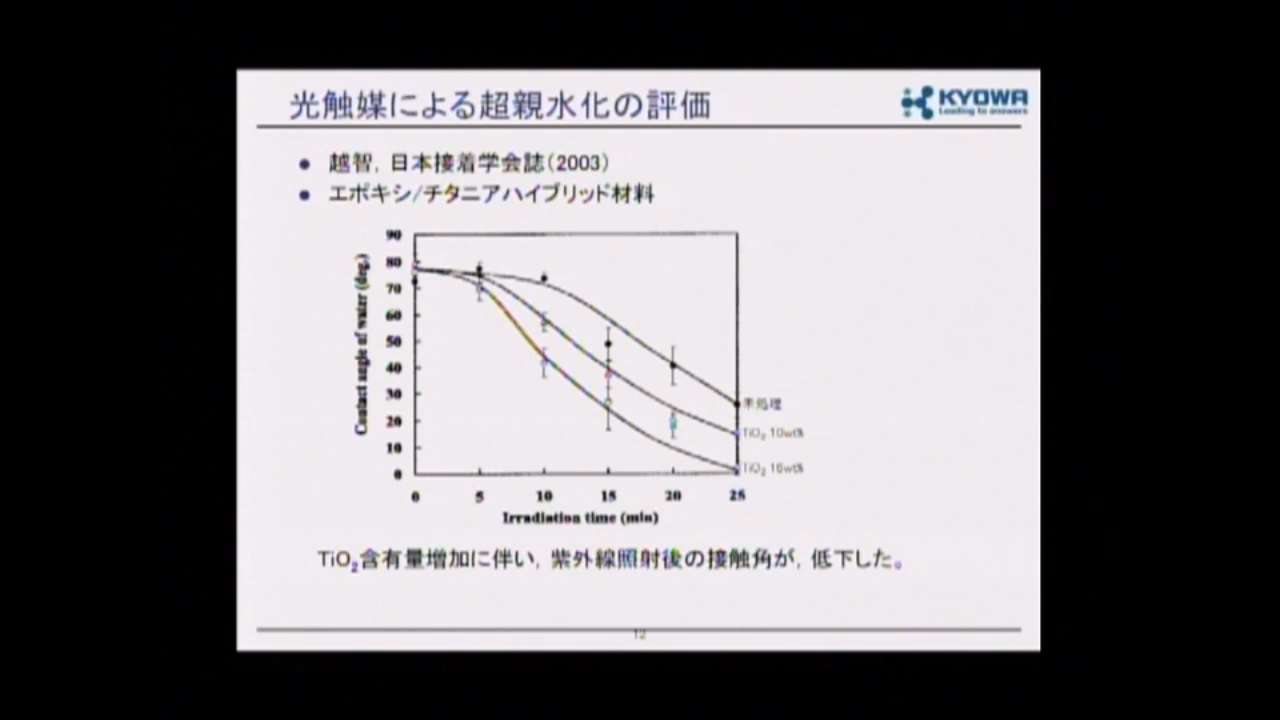 光触媒による超親水化の評価
KYOWA
Leading to answers
● 越智, 日本接着学会誌(2003)
● エポキシ/チタニアハイブリッド材料
90
80
70
60
50
40
30
20
10
0
Contact angle of water (deg.)
未処理
TiO₂ 10wt%
TiO₂ 16wt%
0 5 10 15 20 25
Irradiation time (min)
TiO₂含有量増加に伴い, 紫外線照射後の接触角が, 低下した。
12